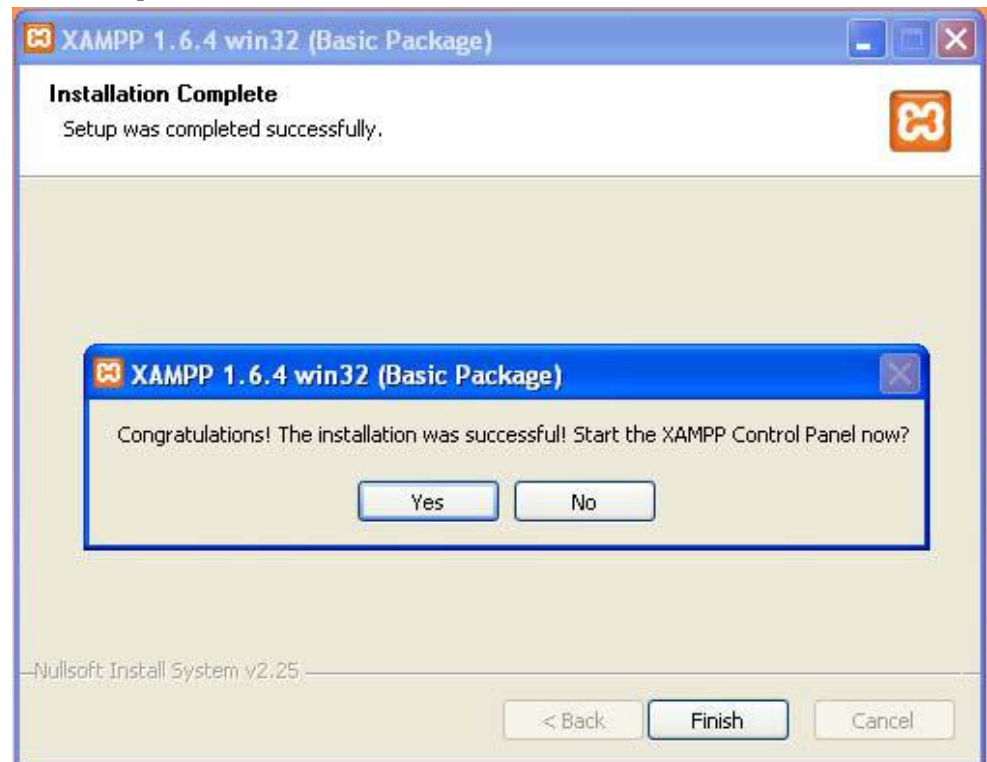 XAMPP 1.6.4 win32 (Basic Package)
Installation Complete
Setup was completed successfully.
XAMPP 1.6.4 win32 (Basic Package)
Congratulations! The installation was successful! Start the XAMPP Control Panel now?
Yes No
Nullsoft Install System v2.25
< Back Finish Cancel